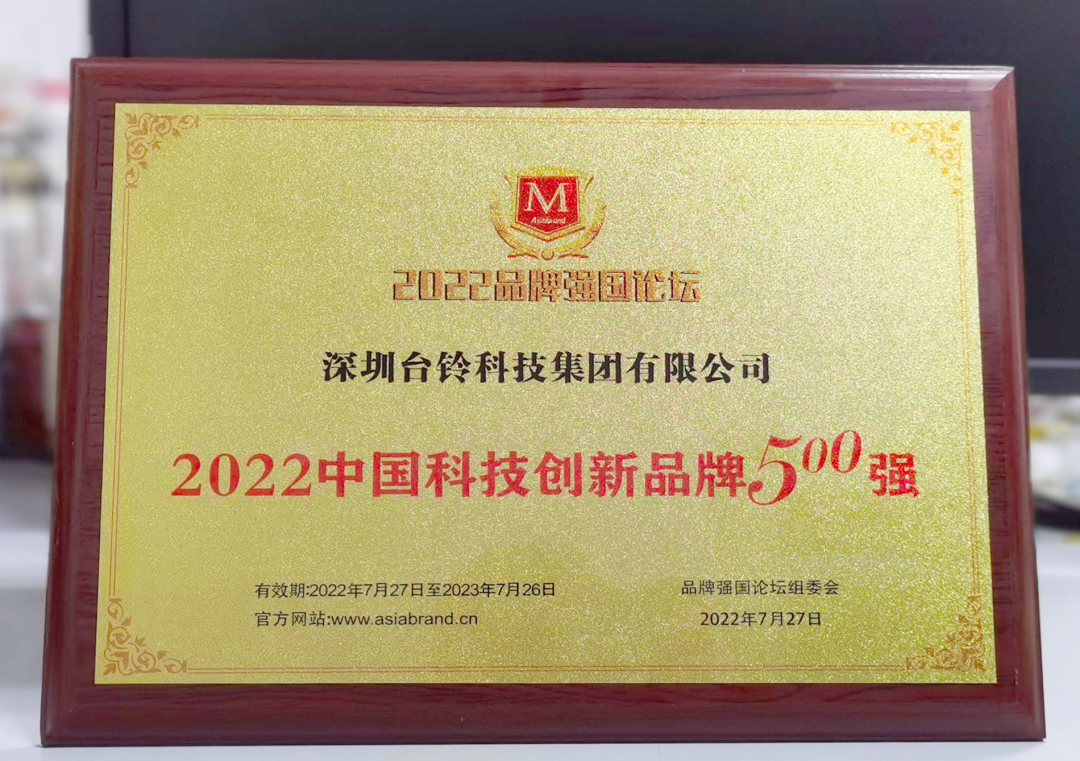 M
Asiabrand
2022品牌强国论坛
深圳台铃科技集团有限公司
2022中国科技创新品牌500强
有效期:2022年7月27日至2023年7月26日
品牌强国论坛组委会
官方网站:www.asiabrand.cn
2022年7月27日